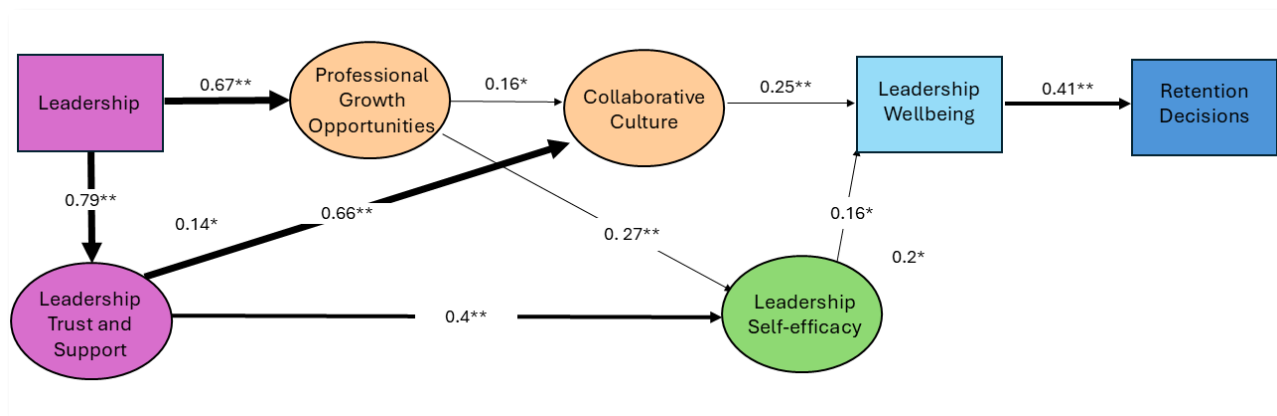 Leadership
0.67**
Professional
Growth
Opportunities
0.16*
Collaborative
Culture
0.25**
Leadership
Wellbeing
0.41**
Retention
Decisions
0.79**
0.14*
0.66**
0. 27**
0.16*
0.2*
Leadership
Trust and
Support
0.4**
Leadership
Self-efficacy